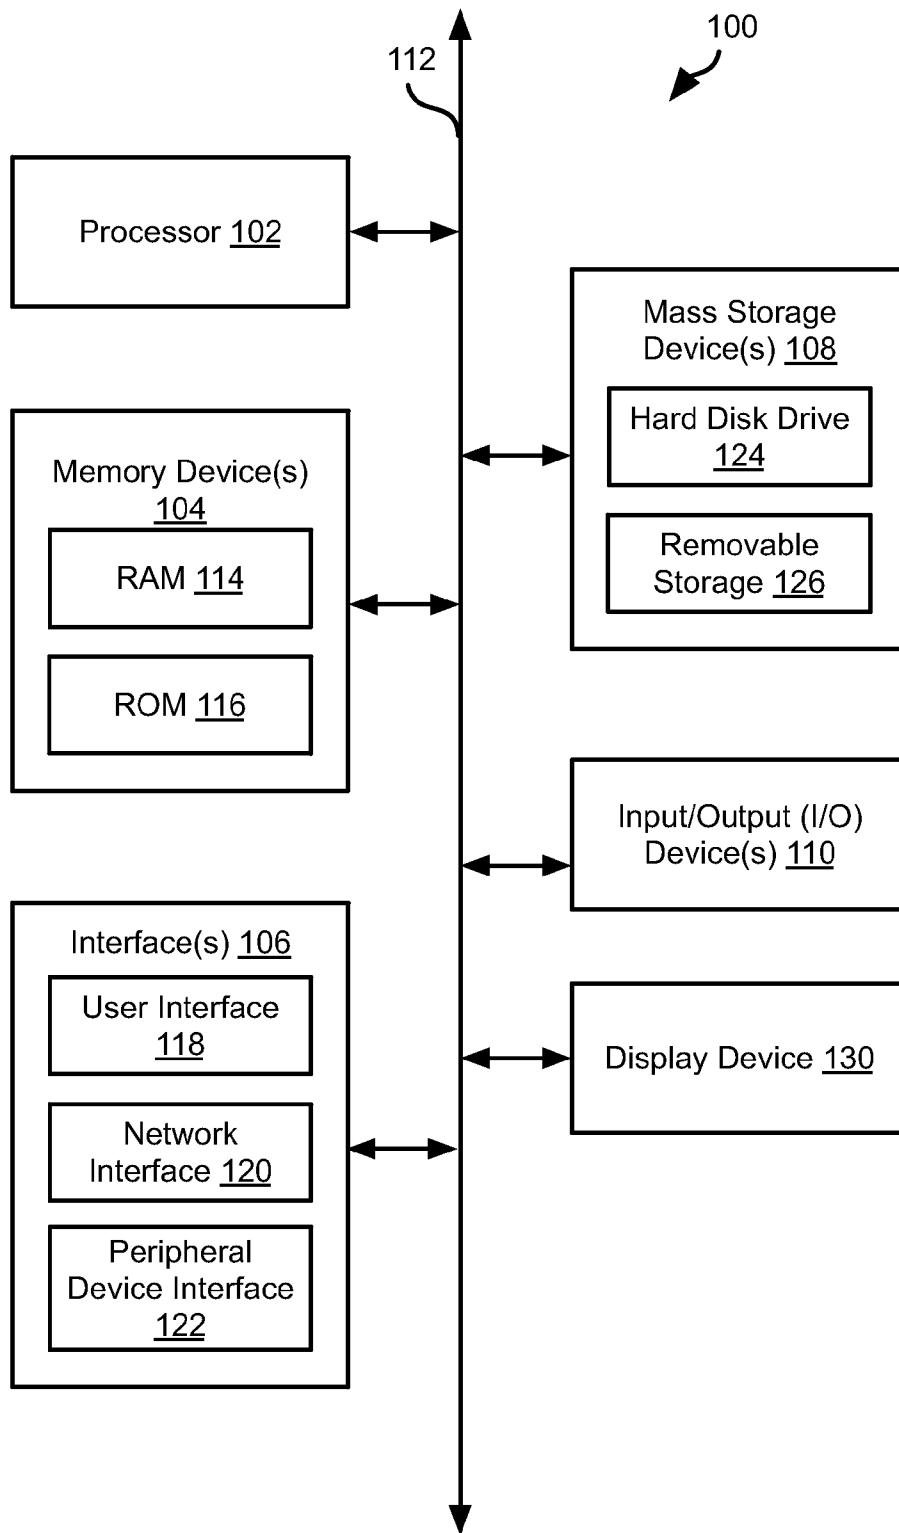 100
112
Processor 102
Mass Storage
Device(s) 108
Hard Disk Drive
124
Removable
Storage 126
Memory Device(s)
104
RAM 114
ROM 116
Input/Output (I/O)
Device(s) 110
Interface(s) 106
User Interface
118
Network
Interface 120
Peripheral
Device Interface
122
Display Device 130